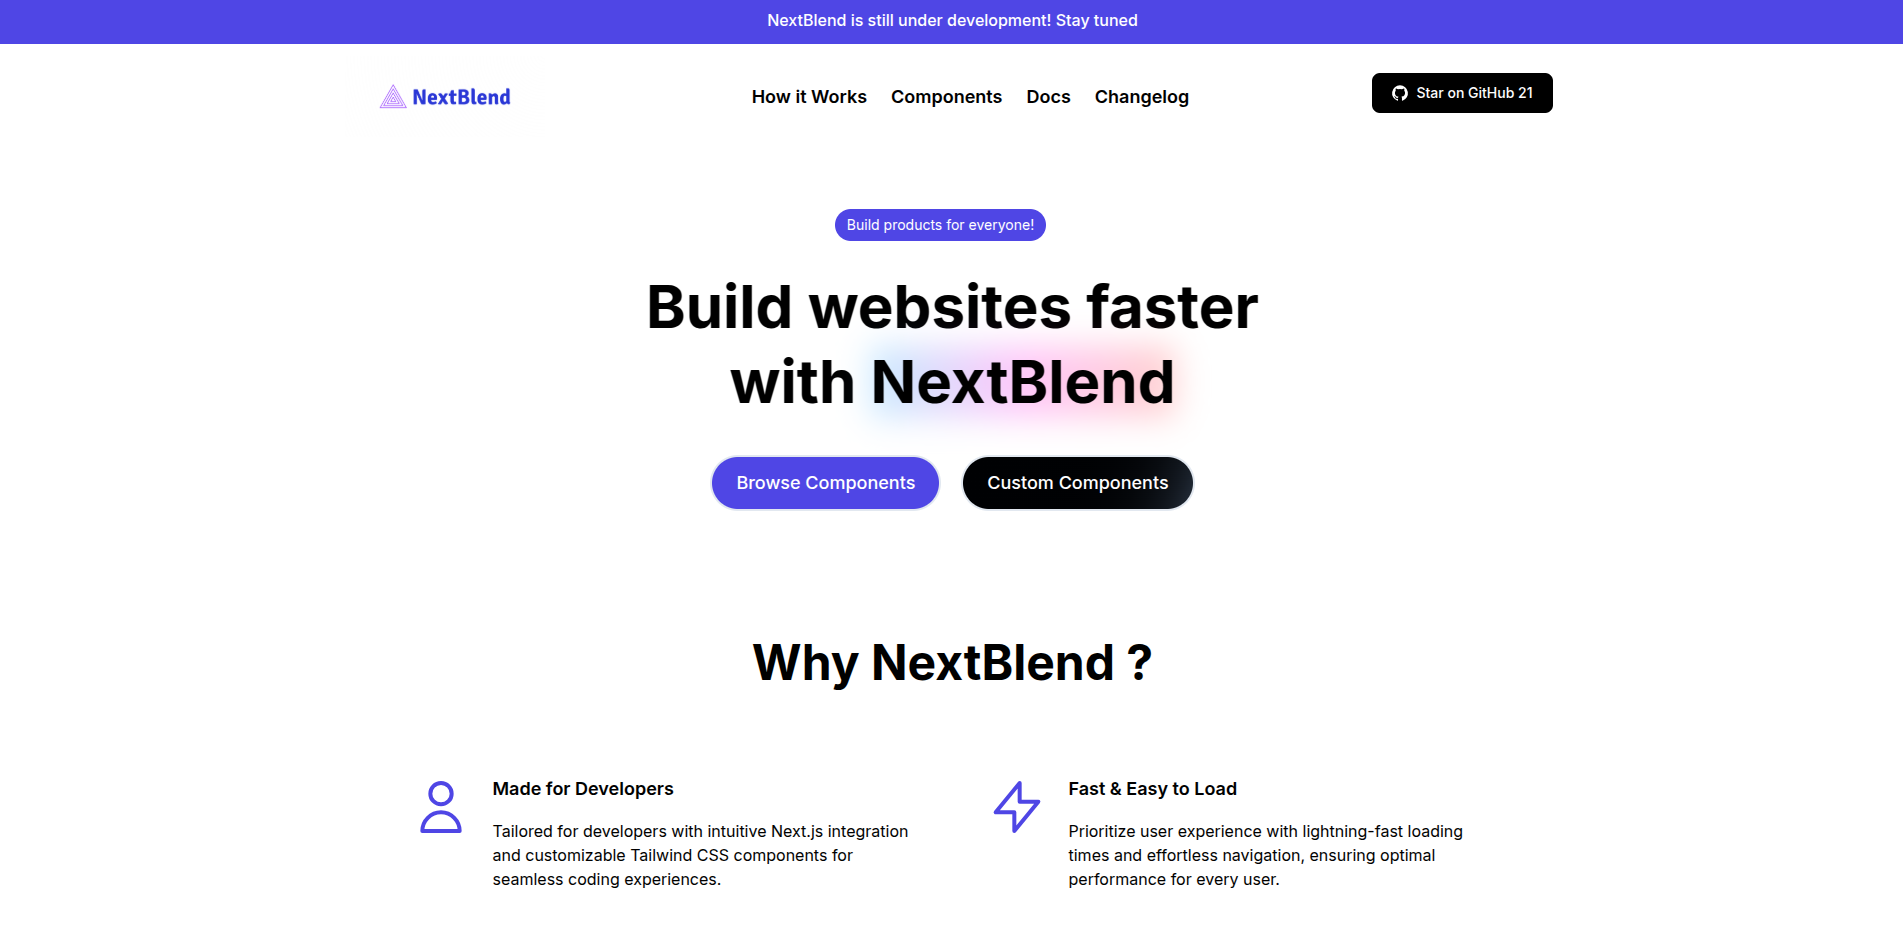 NextBlend is still under development! Stay tuned
NextBlend
How it Works
Components
Docs
Changelog
Star on GitHub 21
Build products for everyone!
Build websites faster
with NextBlend
Browse Components
Custom Components
Why NextBlend ?
Made for Developers
Tailored for developers with intuitive Next.js integration
and customizable Tailwind CSS components for
seamless coding experiences.
Fast & Easy to Load
Prioritize user experience with lightning-fast loading
times and effortless navigation, ensuring optimal
performance for every user.